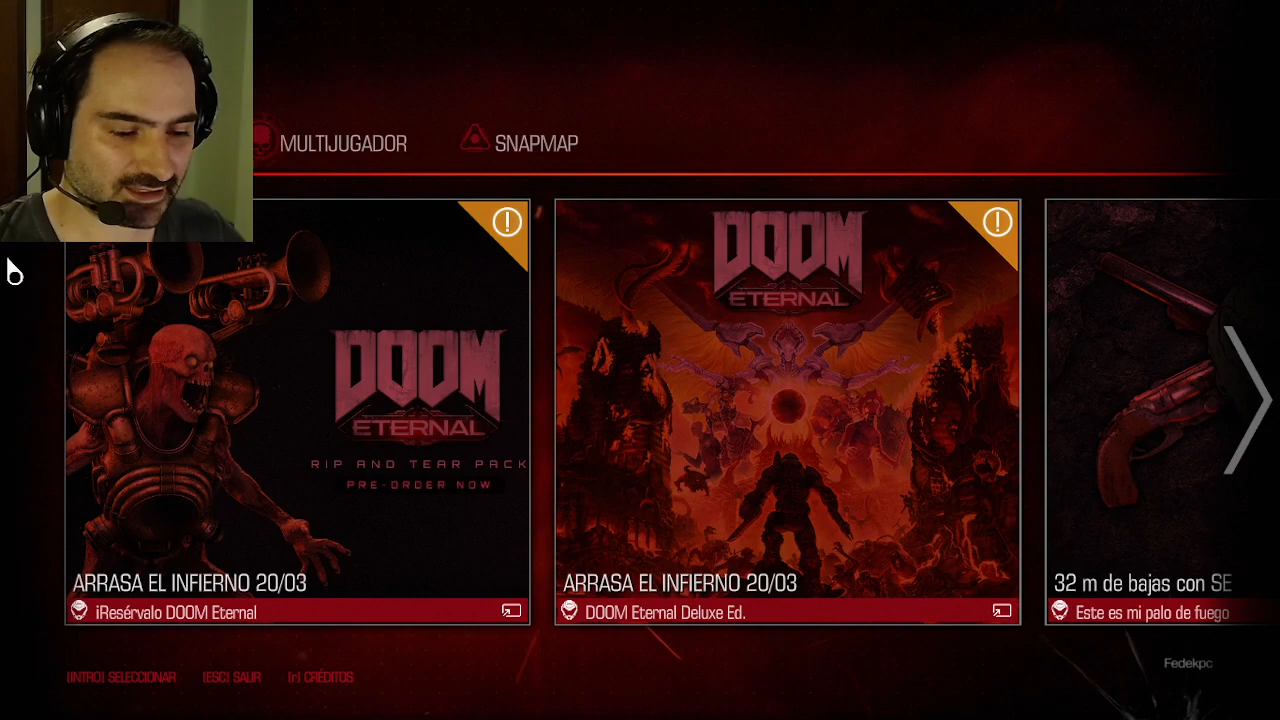 MULTIJUGADOR
SNAPMAP
DOOM
ETERNAL
RIP AND TEAR PACK
PRE-ORDER NOW
ARRASA EL INFIERNO 20/03
¡Resérvalo DOOM Eternal
DOOM
ETERNAL
ARRASA EL INFIERNO 20/03
DOOM Eternal Deluxe Ed.
32 m de bajas con SE
Este es mi palo de fuego
[INTRO] SELECCIONAR
[ESC] SALIR
[r] CRÉDITOS
Fedekpc